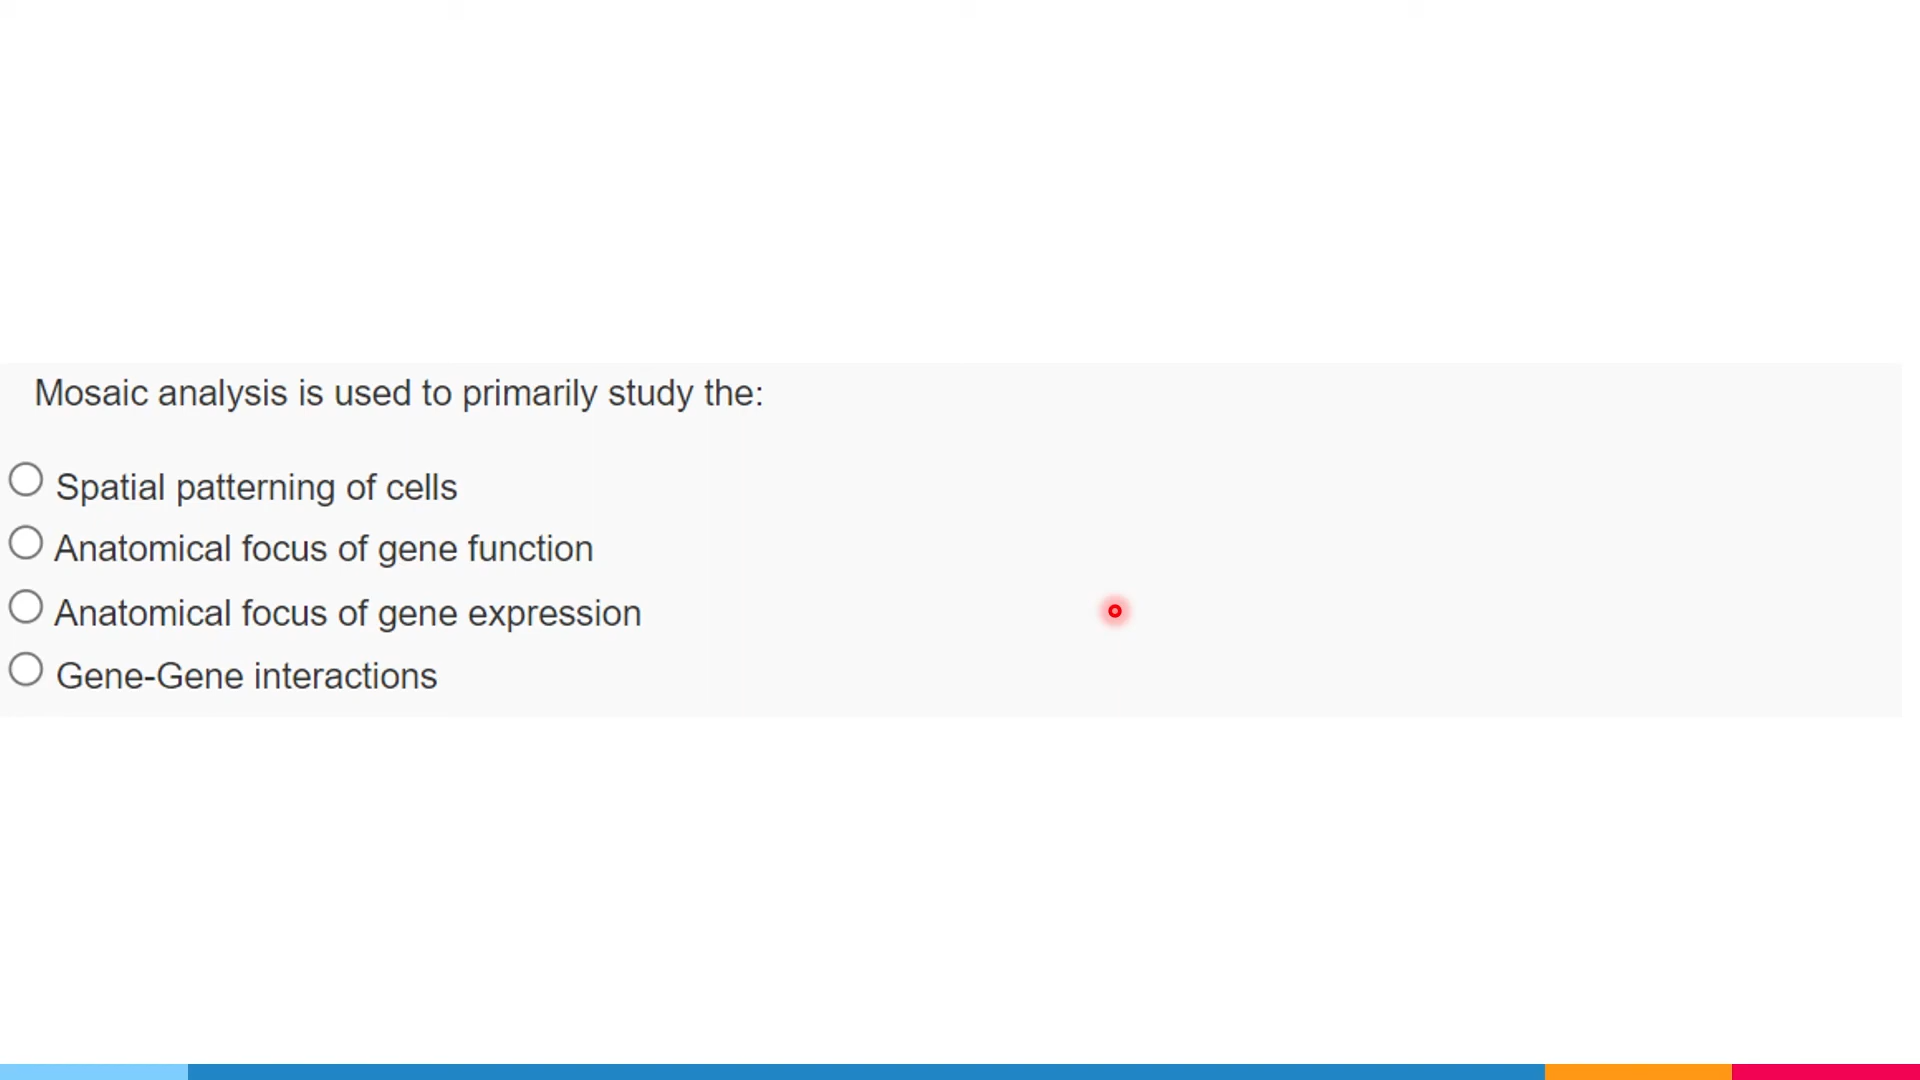 Mosaic analysis is used to primarily study the:
Spatial patterning of cells
Anatomical focus of gene function
Anatomical focus of gene expression
Gene-Gene interactions